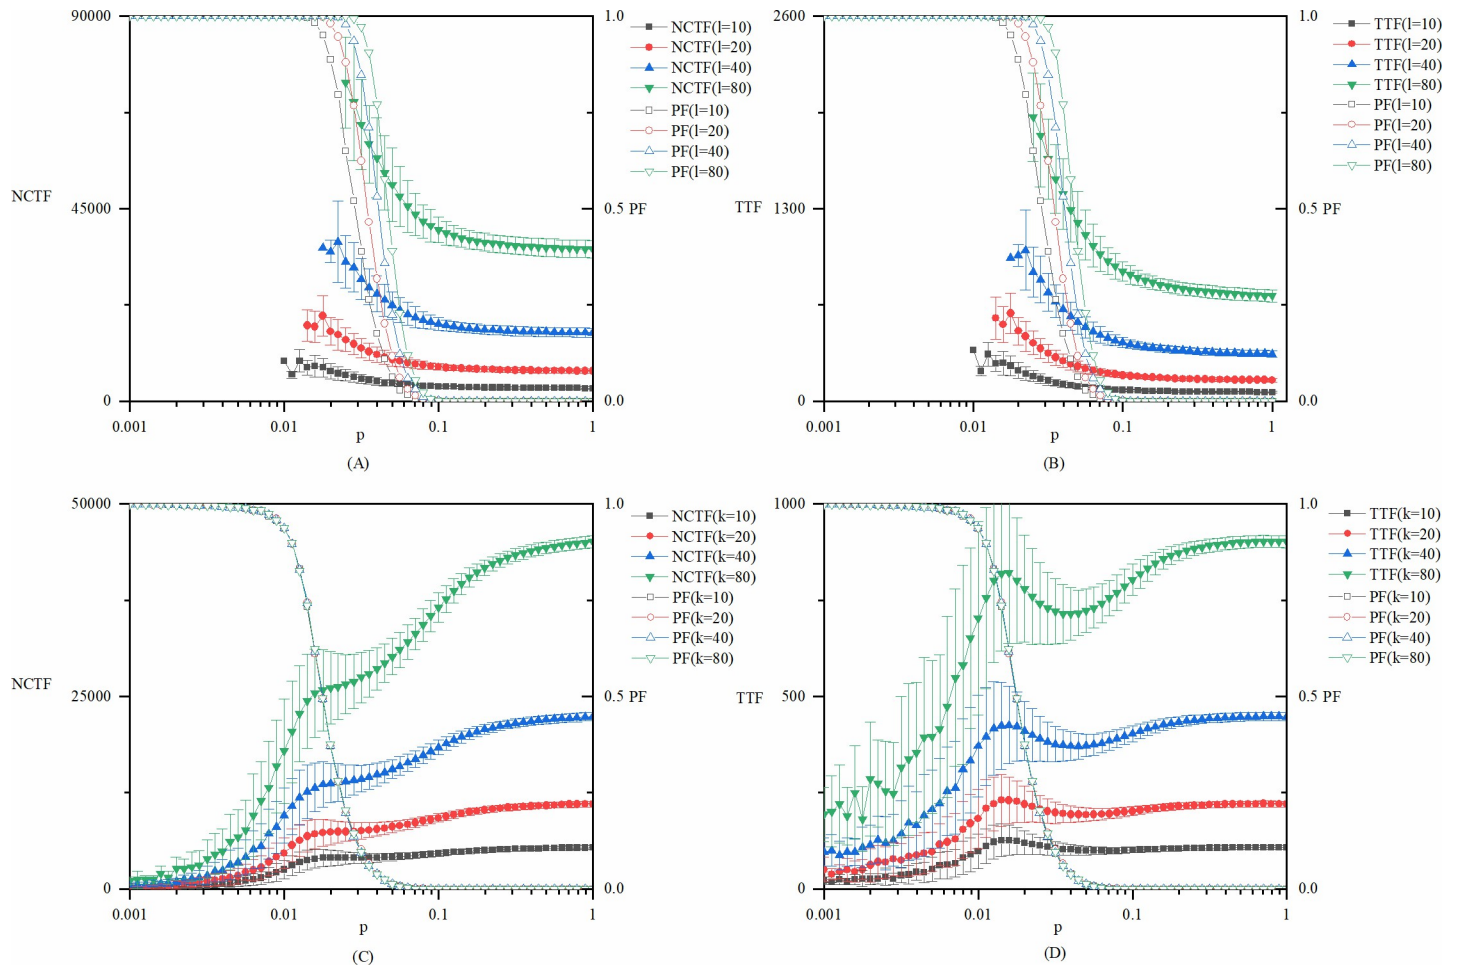 90000
45000
0
NCTF
1.0
0.5
0.0
PF
0.001
0.01
0.1
1
p
(A)
NCTF(l=10)
NCTF(l=20)
NCTF(l=40)
NCTF(l=80)
PF(l=10)
PF(l=20)
PF(l=40)
PF(l=80)
2600
1300
0
TTF
1.0
0.5
0.0
PF
0.001
0.01
0.1
1
p
(B)
TTF(l=10)
TTF(l=20)
TTF(l=40)
TTF(l=80)
PF(l=10)
PF(l=20)
PF(l=40)
PF(l=80)
50000
25000
0
NCTF
1.0
0.5
0.0
PF
0.001
0.01
0.1
1
p
(C)
NCTF(k=10)
NCTF(k=20)
NCTF(k=40)
NCTF(k=80)
PF(k=10)
PF(k=20)
PF(k=40)
PF(k=80)
1000
500
0
TTF
1.0
0.5
0.0
PF
0.001
0.01
0.1
1
p
(D)
TTF(k=10)
TTF(k=20)
TTF(k=40)
TTF(k=80)
PF(k=10)
PF(k=20)
PF(k=40)
PF(k=80)